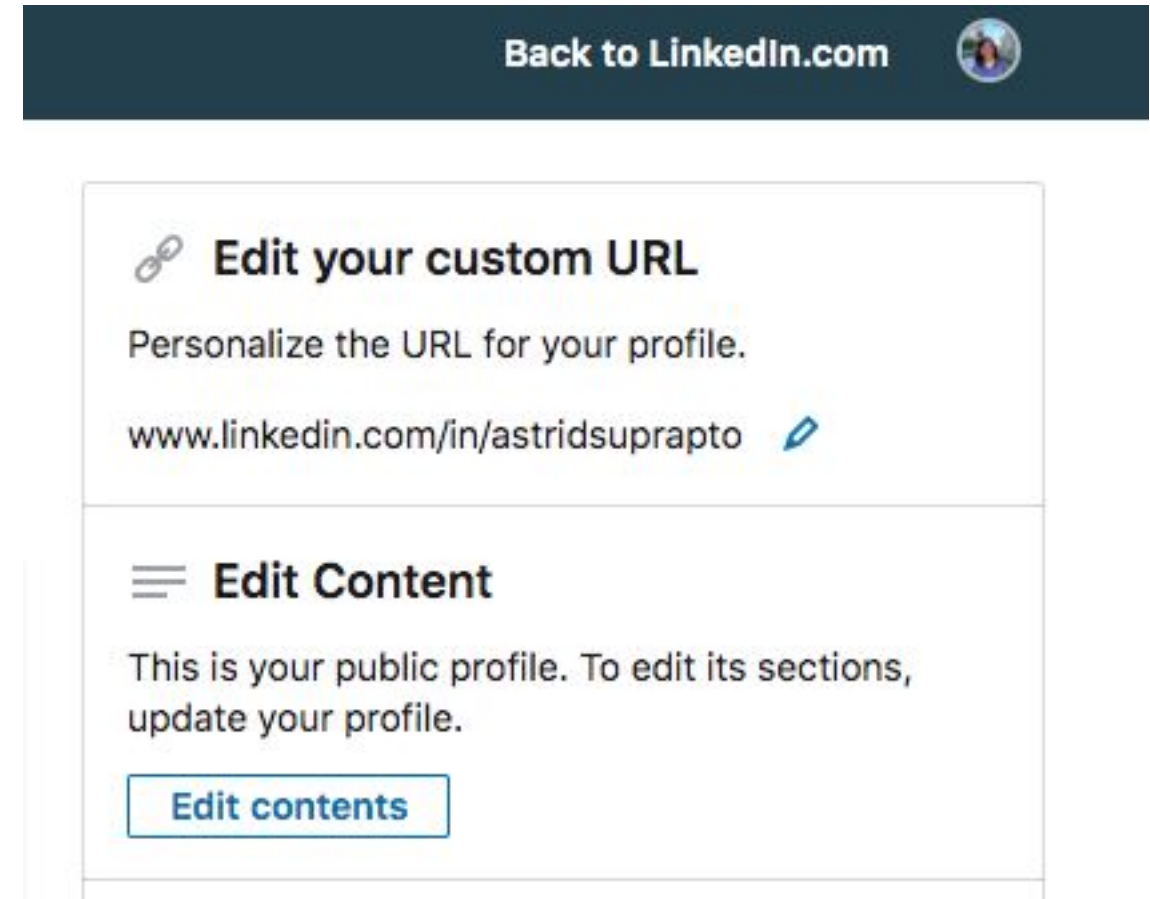 Back to LinkedIn.com
Edit your custom URL
Personalize the URL for your profile.
www.linkedin.com/in/astridsuprapto
Edit Content
This is your public profile. To edit its sections,
update your profile.
Edit contents